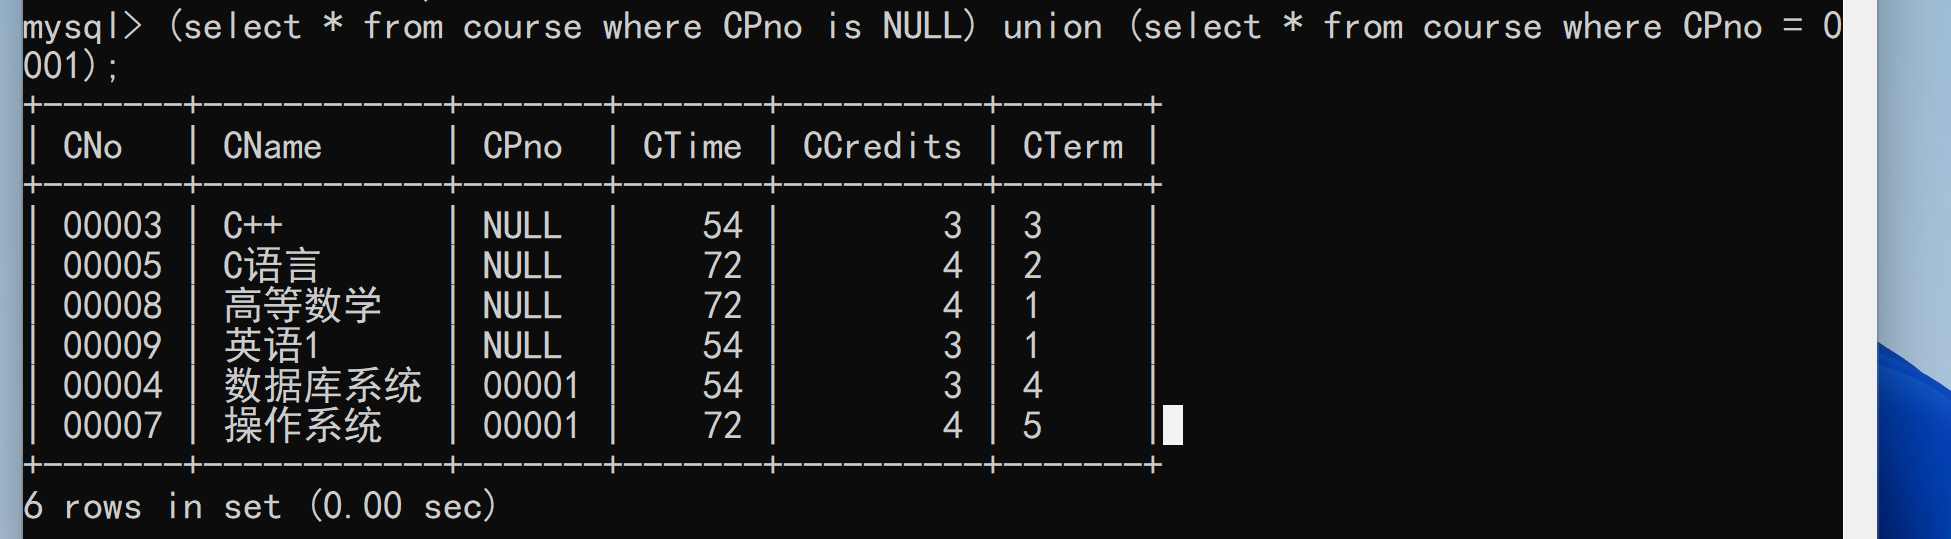 mysql> (select * from course where CPno is NULL) union (select * from course where CPno = 0
001);
+-------+------------+-------+-------+----------+-------+
| CNo   | CName      | CPno  | CTime | CCredits | CTerm |
+-------+------------+-------+-------+----------+-------+
| 00003 | C++        | NULL  |    54 |        3 | 3     |
| 00005 | C语言      | NULL  |    72 |        4 | 2     |
| 00008 | 高等数学   | NULL  |    72 |        4 | 1     |
| 00009 | 英语1      | NULL  |    54 |        3 | 1     |
| 00004 | 数据库系统 | 00001 |    54 |        3 | 4     |
| 00007 | 操作系统   | 00001 |    72 |        4 | 5     |
+-------+------------+-------+-------+----------+-------+
6 rows in set (0.00 sec)